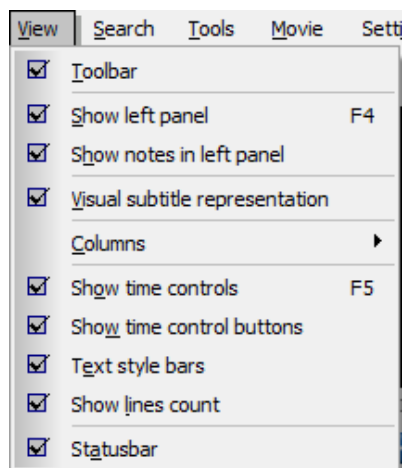 View Search Tools Movie Setti
Toolbar
Show left panel F4
Show notes in left panel
Visual subtitle representation
Columns
Show time controls F5
Show time control buttons
Text style bars
Show lines count
Statusbar